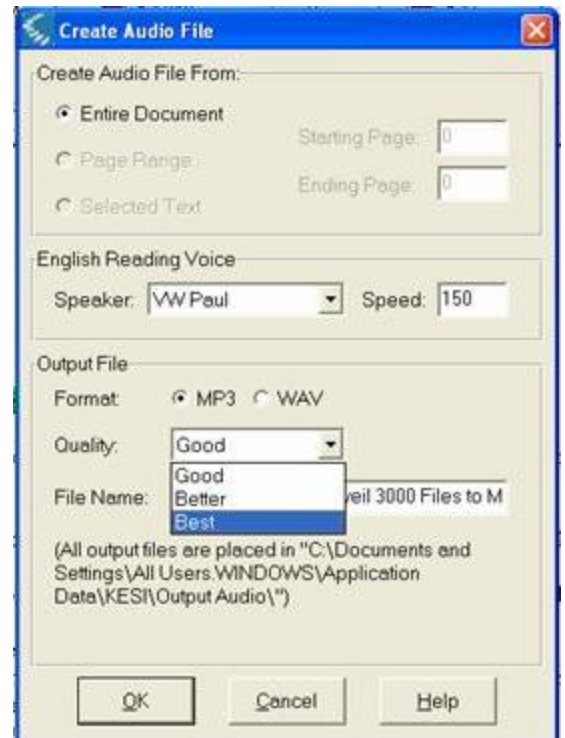 Create Audio File
Create Audio File From:
Entire Document
Starting Page: 0
Page Range
Ending Page: 0
Selected Text
English Reading Voice
Speaker: VW Paul Speed: 150
Output File
Format: MP3 WAV
Quality: Good
Good
File Name: Better veil 3000 Files to M
Best
(All output files are placed in "C:\Documents and
Settings\All Users.WINDOWS\Application
Data\KESI\Output Audio\")
OK Cancel Help